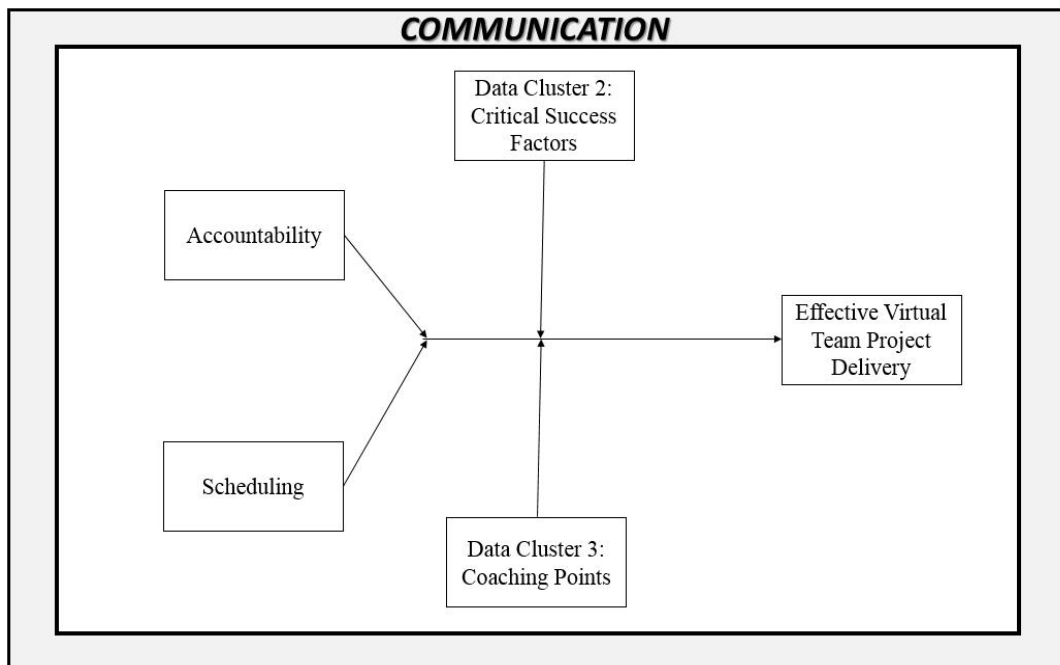 COMMUNICATION
Data Cluster 2:
Critical Success
Factors
Accountability
Effective Virtual
Team Project
Delivery
Scheduling
Data Cluster 3:
Coaching Points